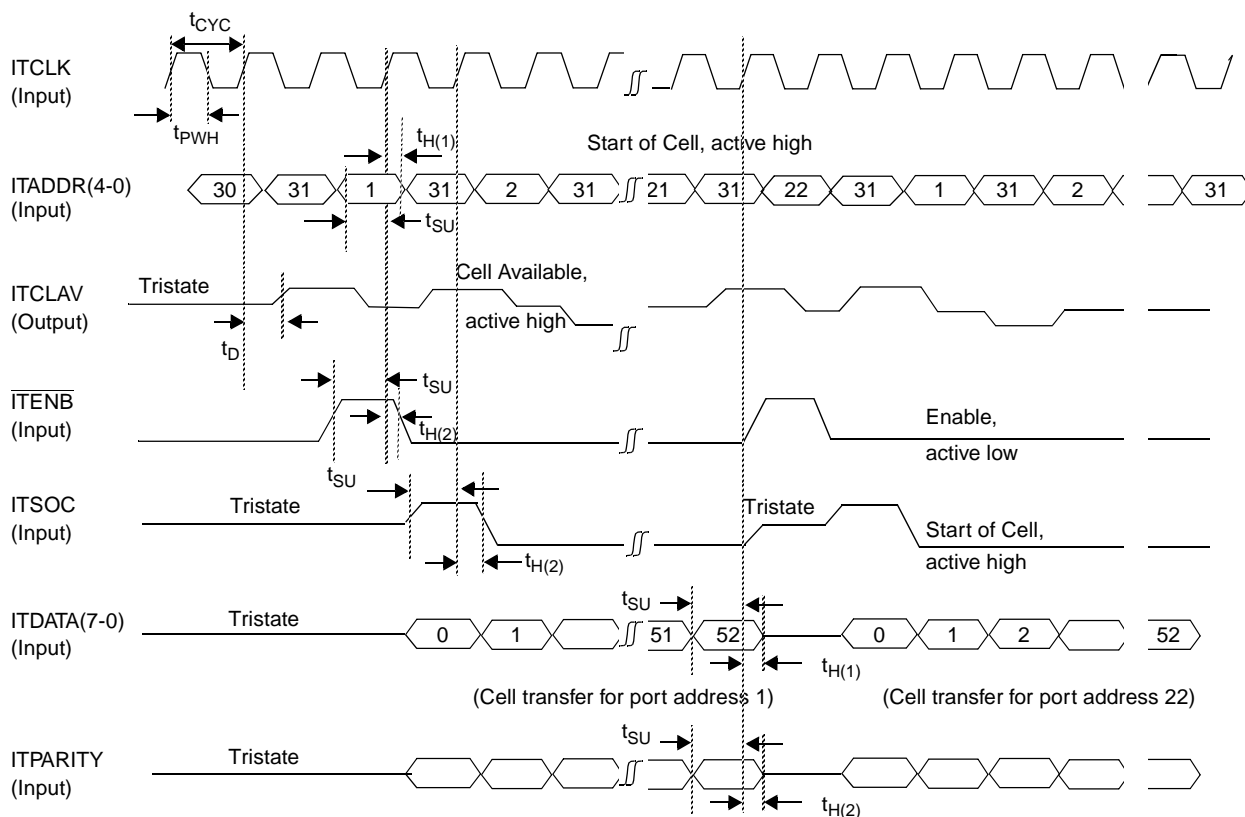 tCYC
ITCLK
(Input)
tPWH
tH(1)
Start of Cell, active high
ITADDR(4-0)
(Input)
30 31 1 31 2 31 21 31 22 31 1 31 2 31
tSU
ITCLAV
(Output)
Tristate
Cell Available,
active high
tD
tSU
ITENB
(Input)
tH(2)
Enable,
active low
tSU
ITSOC
(Input)
Tristate
Tristate
Start of Cell,
active high
tH(2)
tSU
ITDATA(7-0)
(Input)
Tristate
0 1 51 52 0 1 2 52
tH(1)
(Cell transfer for port address 1)
(Cell transfer for port address 22)
tSU
ITPARITY
(Input)
Tristate
tH(2)